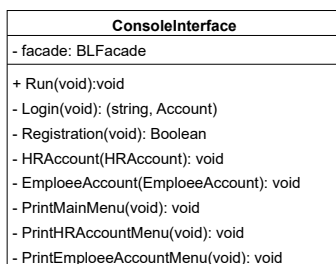 ConsoleInterface
- facade: BLFacade
+ Run(void):void
- Login(void): (string, Account)
- Registration(void): Boolean
- HRAccount(HRAccount): void
- EmploeeAccount(EmploeeAccount): void
- PrintMainMenu(void): void
- PrintHRAccountMenu(void): void
- PrintEmploeeAccountMenu(void): void